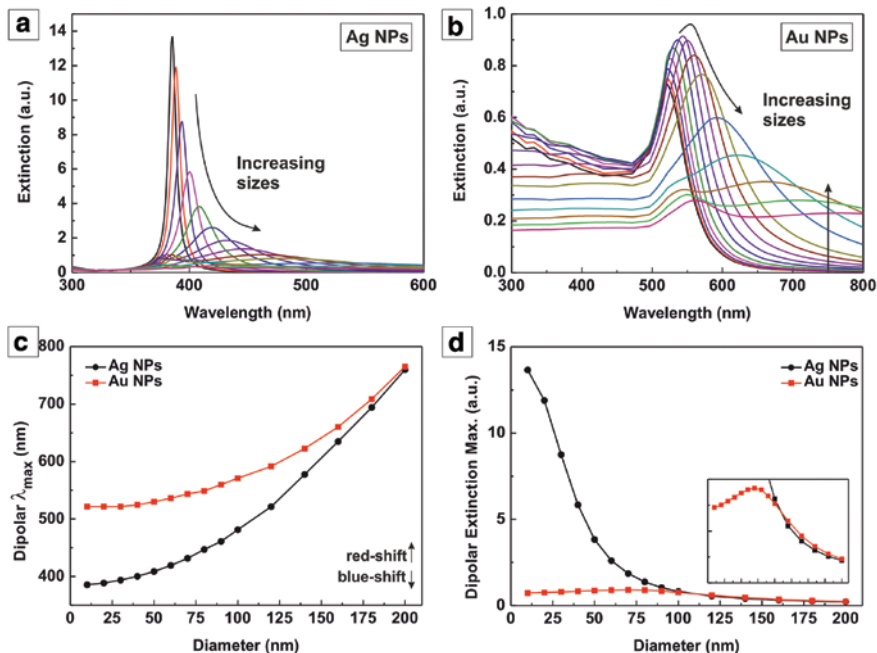 a
Ag NPs
Extinction (a.u.)
14
12
10
8
6
4
2
0
Increasing
sizes
300
400
500
600
Wavelength (nm)
b
Au NPs
Extinction (a.u.)
1.0
0.8
0.6
0.4
0.2
0.0
Increasing
sizes
300
400
500
600
700
800
Wavelength (nm)
c
Ag NPs
Au NPs
Dipolar λmax (nm)
800
700
600
500
400
red-shift
blue-shift
0
25
50
75
100
125
150
175
200
Diameter (nm)
d
Ag NPs
Au NPs
Dipolar Extinction Max. (a.u.)
15
10
5
0
0
25
50
75
100
125
150
175
200
Diameter (nm)